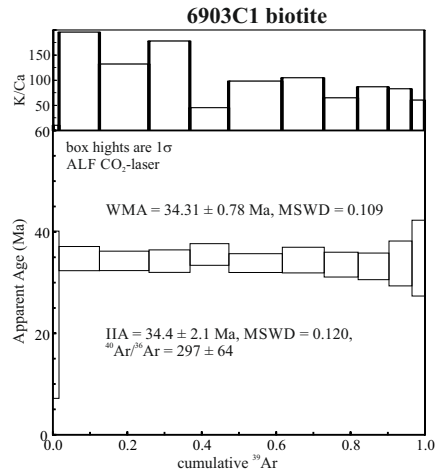 6903C1 biotite
K/Ca
150
100
50
60
box hights are 1σ
ALF CO₂-laser
WMA = 34.31 ± 0.78 Ma, MSWD = 0.109
40
Apparent Age (Ma)
20
IIA = 34.4 ± 2.1 Ma, MSWD = 0.120,
⁴⁰Ar/³⁶Ar = 297 ± 64
0
0.0 0.2 0.4 0.6 0.8 1.0
cumulative ³⁹Ar